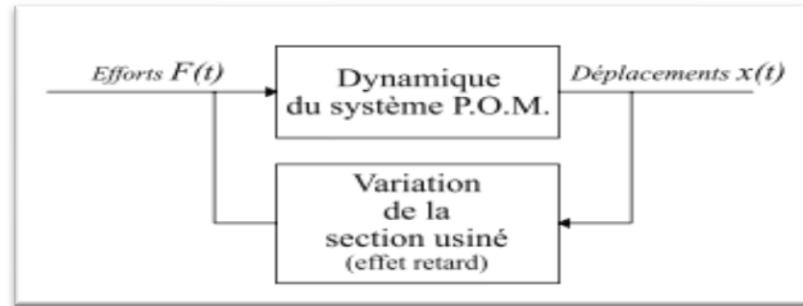 Efforts F(t)
Dynamique
du système P.O.M.
Déplacements x(t)
Variation
de la
section usiné
(effet retard)